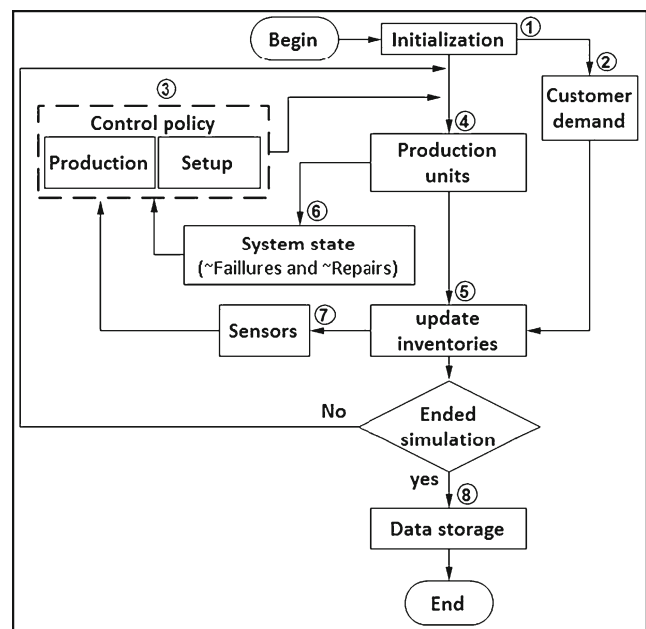 Begin
Initialization
①
②
Customer
demand
③
Control policy
Production
Setup
④
Production
units
⑥
System state
(~Faillures and ~Repairs)
⑤
update
inventories
⑦
Sensors
No
Ended
simulation
yes
⑧
Data storage
End